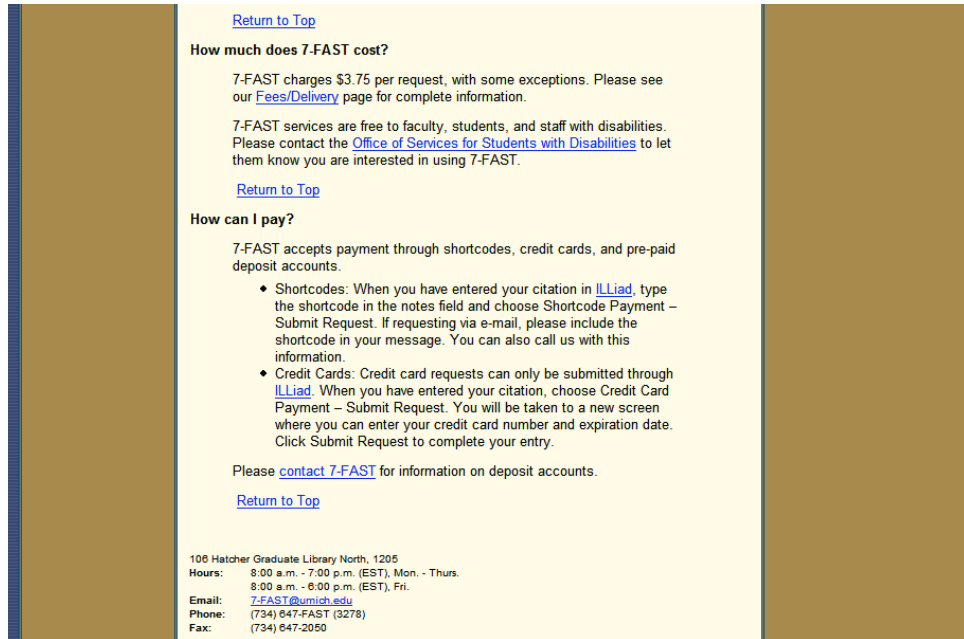 Return to Top
How much does 7-FAST cost?
7-FAST charges $3.75 per request, with some exceptions. Please see
our Fees/Delivery page for complete information.
7-FAST services are free to faculty, students, and staff with disabilities.
Please contact the Office of Services for Students with Disabilities to let
them know you are interested in using 7-FAST.
Return to Top
How can I pay?
7-FAST accepts payment through shortcodes, credit cards, and pre-paid
deposit accounts.
• Shortcodes: When you have entered your citation in ILLiad, type
the shortcode in the notes field and choose Shortcode Payment –
Submit Request. If requesting via e-mail, please include the
shortcode in your message. You can also call us with this
information.
• Credit Cards: Credit card requests can only be submitted through
ILLiad. When you have entered your citation, choose Credit Card
Payment – Submit Request. You will be taken to a new screen
where you can enter your credit card number and expiration date.
Click Submit Request to complete your entry.
Please contact 7-FAST for information on deposit accounts.
Return to Top
106 Hatcher Graduate Library North, 1205
Hours: 8:00 a.m. - 7:00 p.m. (EST), Mon. - Thurs.
8:00 a.m. - 6:00 p.m. (EST), Fri.
Email: 7-FAST@umich.edu
Phone: (734) 647-FAST (3278)
Fax: (734) 647-2050